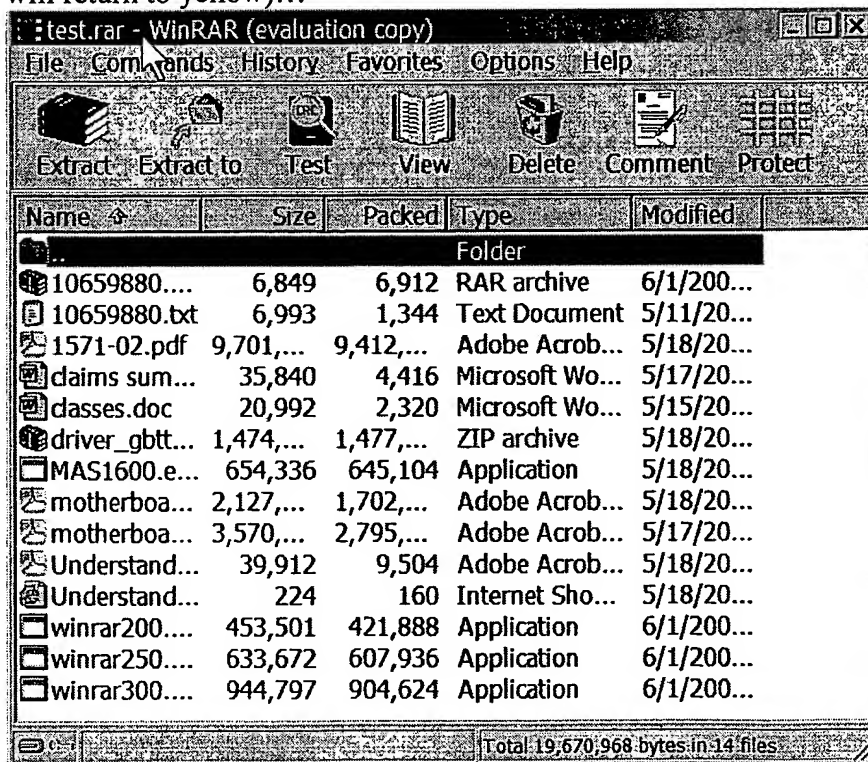 will return to yellow)...
test.rar - WinRAR (evaluation copy)
File Commands History Favorites Options Help
Extract Extract to Test View Delete Comment Protect
Name Size Packed Type Modified
.. Folder
10659880.... 6,849 6,912 RAR archive 6/1/200...
10659880.txt 6,993 1,344 Text Document 5/11/20...
1571-02.pdf 9,701,... 9,412,... Adobe Acrob... 5/18/20...
claims sum... 35,840 4,416 Microsoft Wo... 5/17/20...
classes.doc 20,992 2,320 Microsoft Wo... 5/15/20...
driver_gbtt... 1,474,... 1,477,... ZIP archive 5/18/20...
MAS1600.e... 654,336 645,104 Application 5/18/20...
motherboa... 2,127,... 1,702,... Adobe Acrob... 5/18/20...
motherboa... 3,570,... 2,795,... Adobe Acrob... 5/17/20...
Understand... 39,912 9,504 Adobe Acrob... 5/18/20...
Understand... 224 160 Internet Sho... 5/18/20...
winrar200.... 453,501 421,888 Application 6/1/200...
winrar250.... 633,672 607,936 Application 6/1/200...
winrar300.... 944,797 904,624 Application 6/1/200...
Total 19,670,968 bytes in 14 files